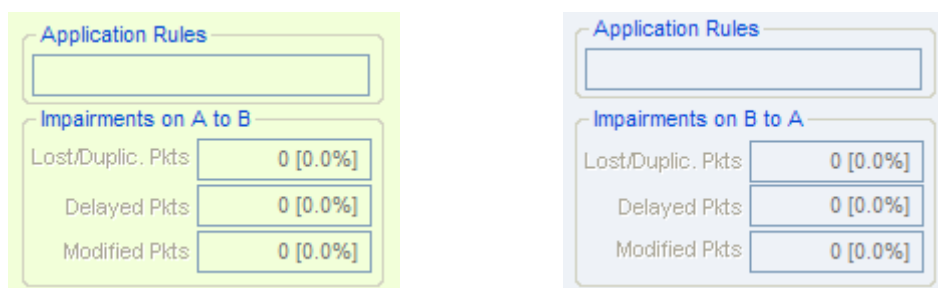 Application Rules
Impairments on A to B
Lost/Duplic. Pkts 0 [0.0%]
Delayed Pkts 0 [0.0%]
Modified Pkts 0 [0.0%]
Application Rules
Impairments on B to A
Lost/Duplic. Pkts 0 [0.0%]
Delayed Pkts 0 [0.0%]
Modified Pkts 0 [0.0%]